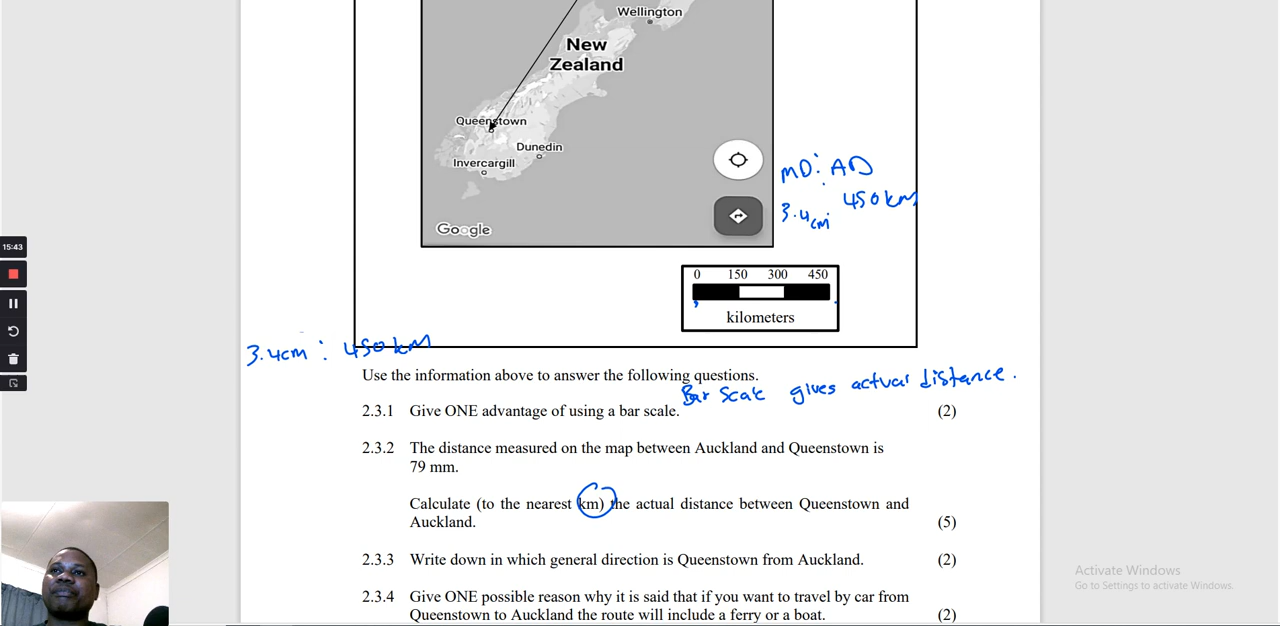 Wellington
New
Zealand
Queenstown
Dunedin
Invercargill
MD : AD
3.4cm 450km
Google
15:43
0 150 300 450
kilometers
3.4cm : 450km
Use the information above to answer the following questions.
Bar Scale gives actual distance.
2.3.1 Give ONE advantage of using a bar scale. (2)
2.3.2 The distance measured on the map between Auckland and Queenstown is
79 mm.
Calculate (to the nearest km) the actual distance between Queenstown and
Auckland. (5)
2.3.3 Write down in which general direction is Queenstown from Auckland. (2)
2.3.4 Give ONE possible reason why it is said that if you want to travel by car from
Queenstown to Auckland the route will include a ferry or a boat. (2)
Activate Windows
Go to Settings to activate Windows.